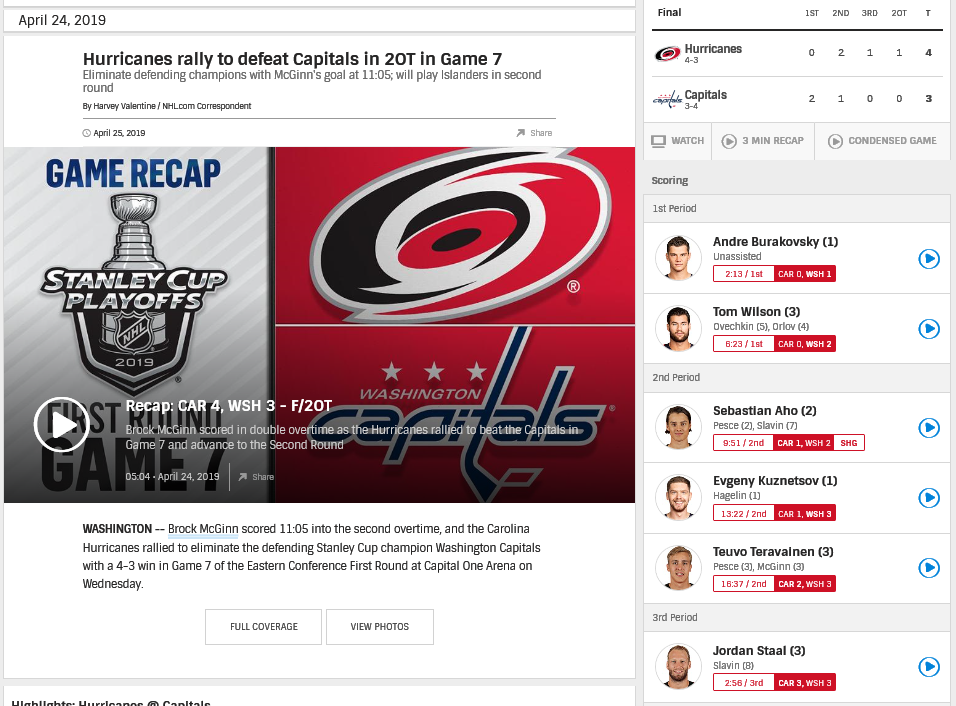 April 24, 2019
Hurricanes rally to defeat Capitals in 2OT in Game 7
Eliminate defending champions with McGinn's goal at 11:05; will play Islanders in second
round
By Harvey Valentine / NHL.com Correspondent
April 25, 2019
Share
GAME RECAP
STANLEY CUP
PLAYOFFS
NHL
2019
®
WASHINGTON
capitals
®
FIRST ROUND
GAME 7
Recap: CAR 4, WSH 3 - F/2OT
Brock McGinn scored in double overtime as the Hurricanes rallied to beat the Capitals in
Game 7 and advance to the Second Round
05:04 • April 24, 2019
Share
WASHINGTON -- Brock McGinn scored 11:05 into the second overtime, and the Carolina
Hurricanes rallied to eliminate the defending Stanley Cup champion Washington Capitals
with a 4-3 win in Game 7 of the Eastern Conference First Round at Capital One Arena on
Wednesday.
FULL COVERAGE
VIEW PHOTOS
Highlights: Hurricanes @ Capitals
Final 1ST 2ND 3RD 2OT T
Hurricanes 0 2 1 1 4
4-3
capitals
Capitals 2 1 0 0 3
3-4
WATCH
3 MIN RECAP
CONDENSED GAME
Scoring
1st Period
Andre Burakovsky (1)
Unassisted
2:13 / 1st CAR 0, WSH 1
Tom Wilson (3)
Ovechkin (5), Orlov (4)
6:23 / 1st CAR 0, WSH 2
2nd Period
Sebastian Aho (2)
Pesce (2), Slavin (7)
9:51 / 2nd CAR 1, WSH 2 SHG
Evgeny Kuznetsov (1)
Hagelin (1)
13:22 / 2nd CAR 1, WSH 3
Teuvo Teravainen (3)
Pesce (3), McGinn (3)
16:37 / 2nd CAR 2, WSH 3
3rd Period
Jordan Staal (3)
Slavin (8)
2:56 / 3rd CAR 3, WSH 3